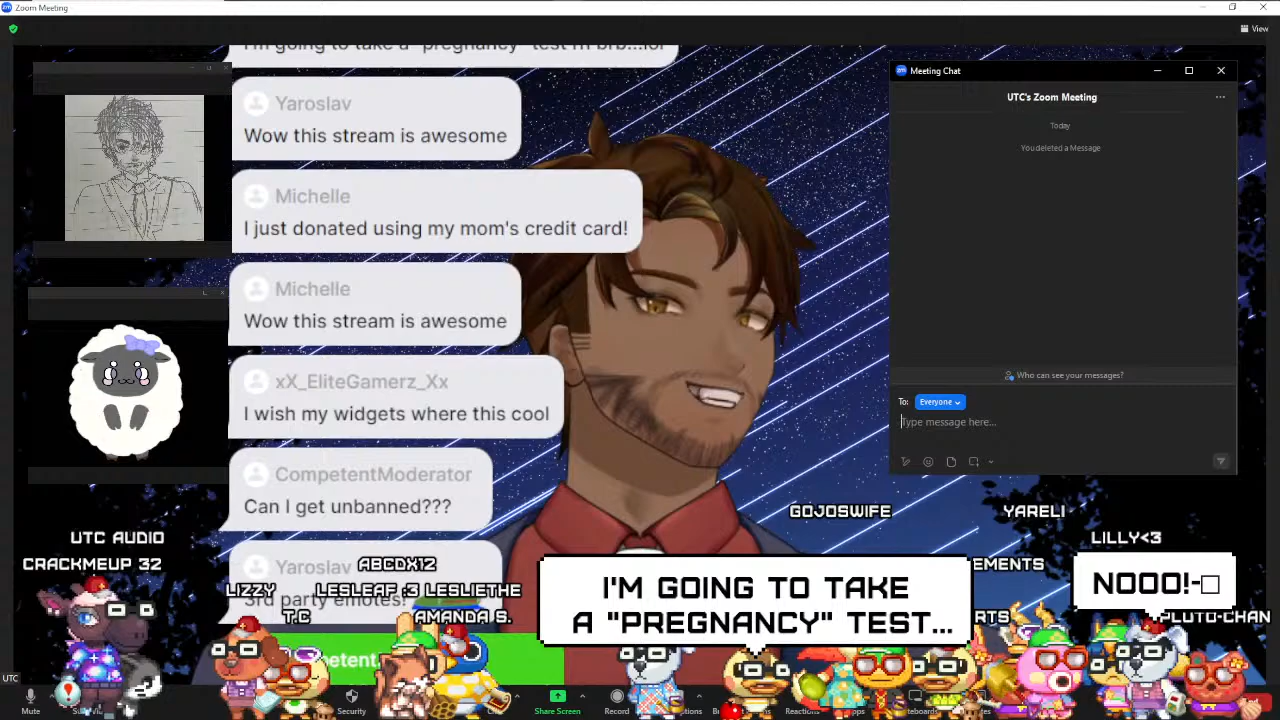 Zoom Meeting
View
I'm going to take a "pregnancy" test rn brb...lol
Yaroslav
Wow this stream is awesome
Michelle
I just donated using my mom's credit card!
Michelle
Wow this stream is awesome
xX_EliteGamerz_Xx
I wish my widgets where this cool
CompetentModerator
Can I get unbanned???
Yaroslav
3rd party emotes!
Meeting Chat
UTC's Zoom Meeting
Today
You deleted a Message
Who can see your messages?
To: Everyone
Type message here...
GOJOSWIFE
YARELI
LILLY<3
UTC AUDIO
CRACKMEUP 32
ABCDX12
LIZZY
LESLEAF :3 LESLIETHE
T.C
AMANDA S.
I'M GOING TO TAKE
A "PREGNANCY" TEST...
EMENTS
NOOO!-□
RTS
PLUTO-CHAN
petent
UTC
Mute
Security
Share Screen
Record
Reactions